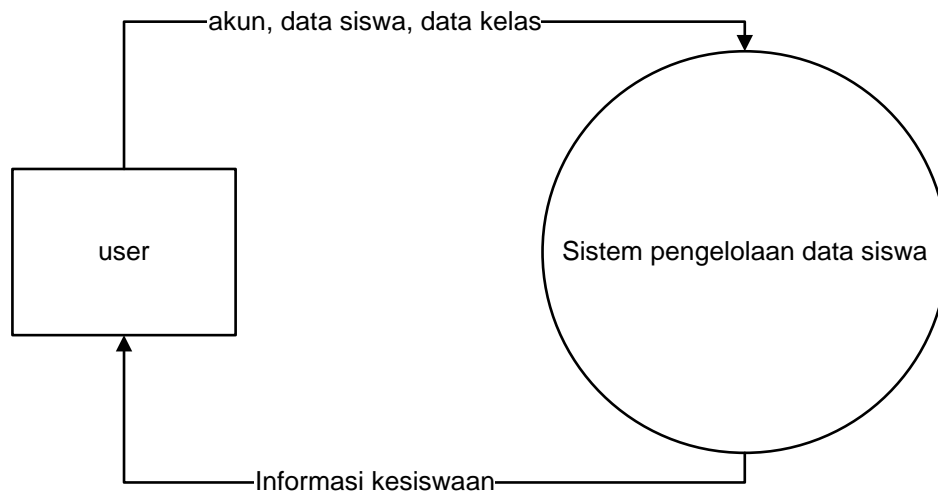 akun, data siswa, data kelas
user
Sistem pengelolaan data siswa
Informasi kesiswaan